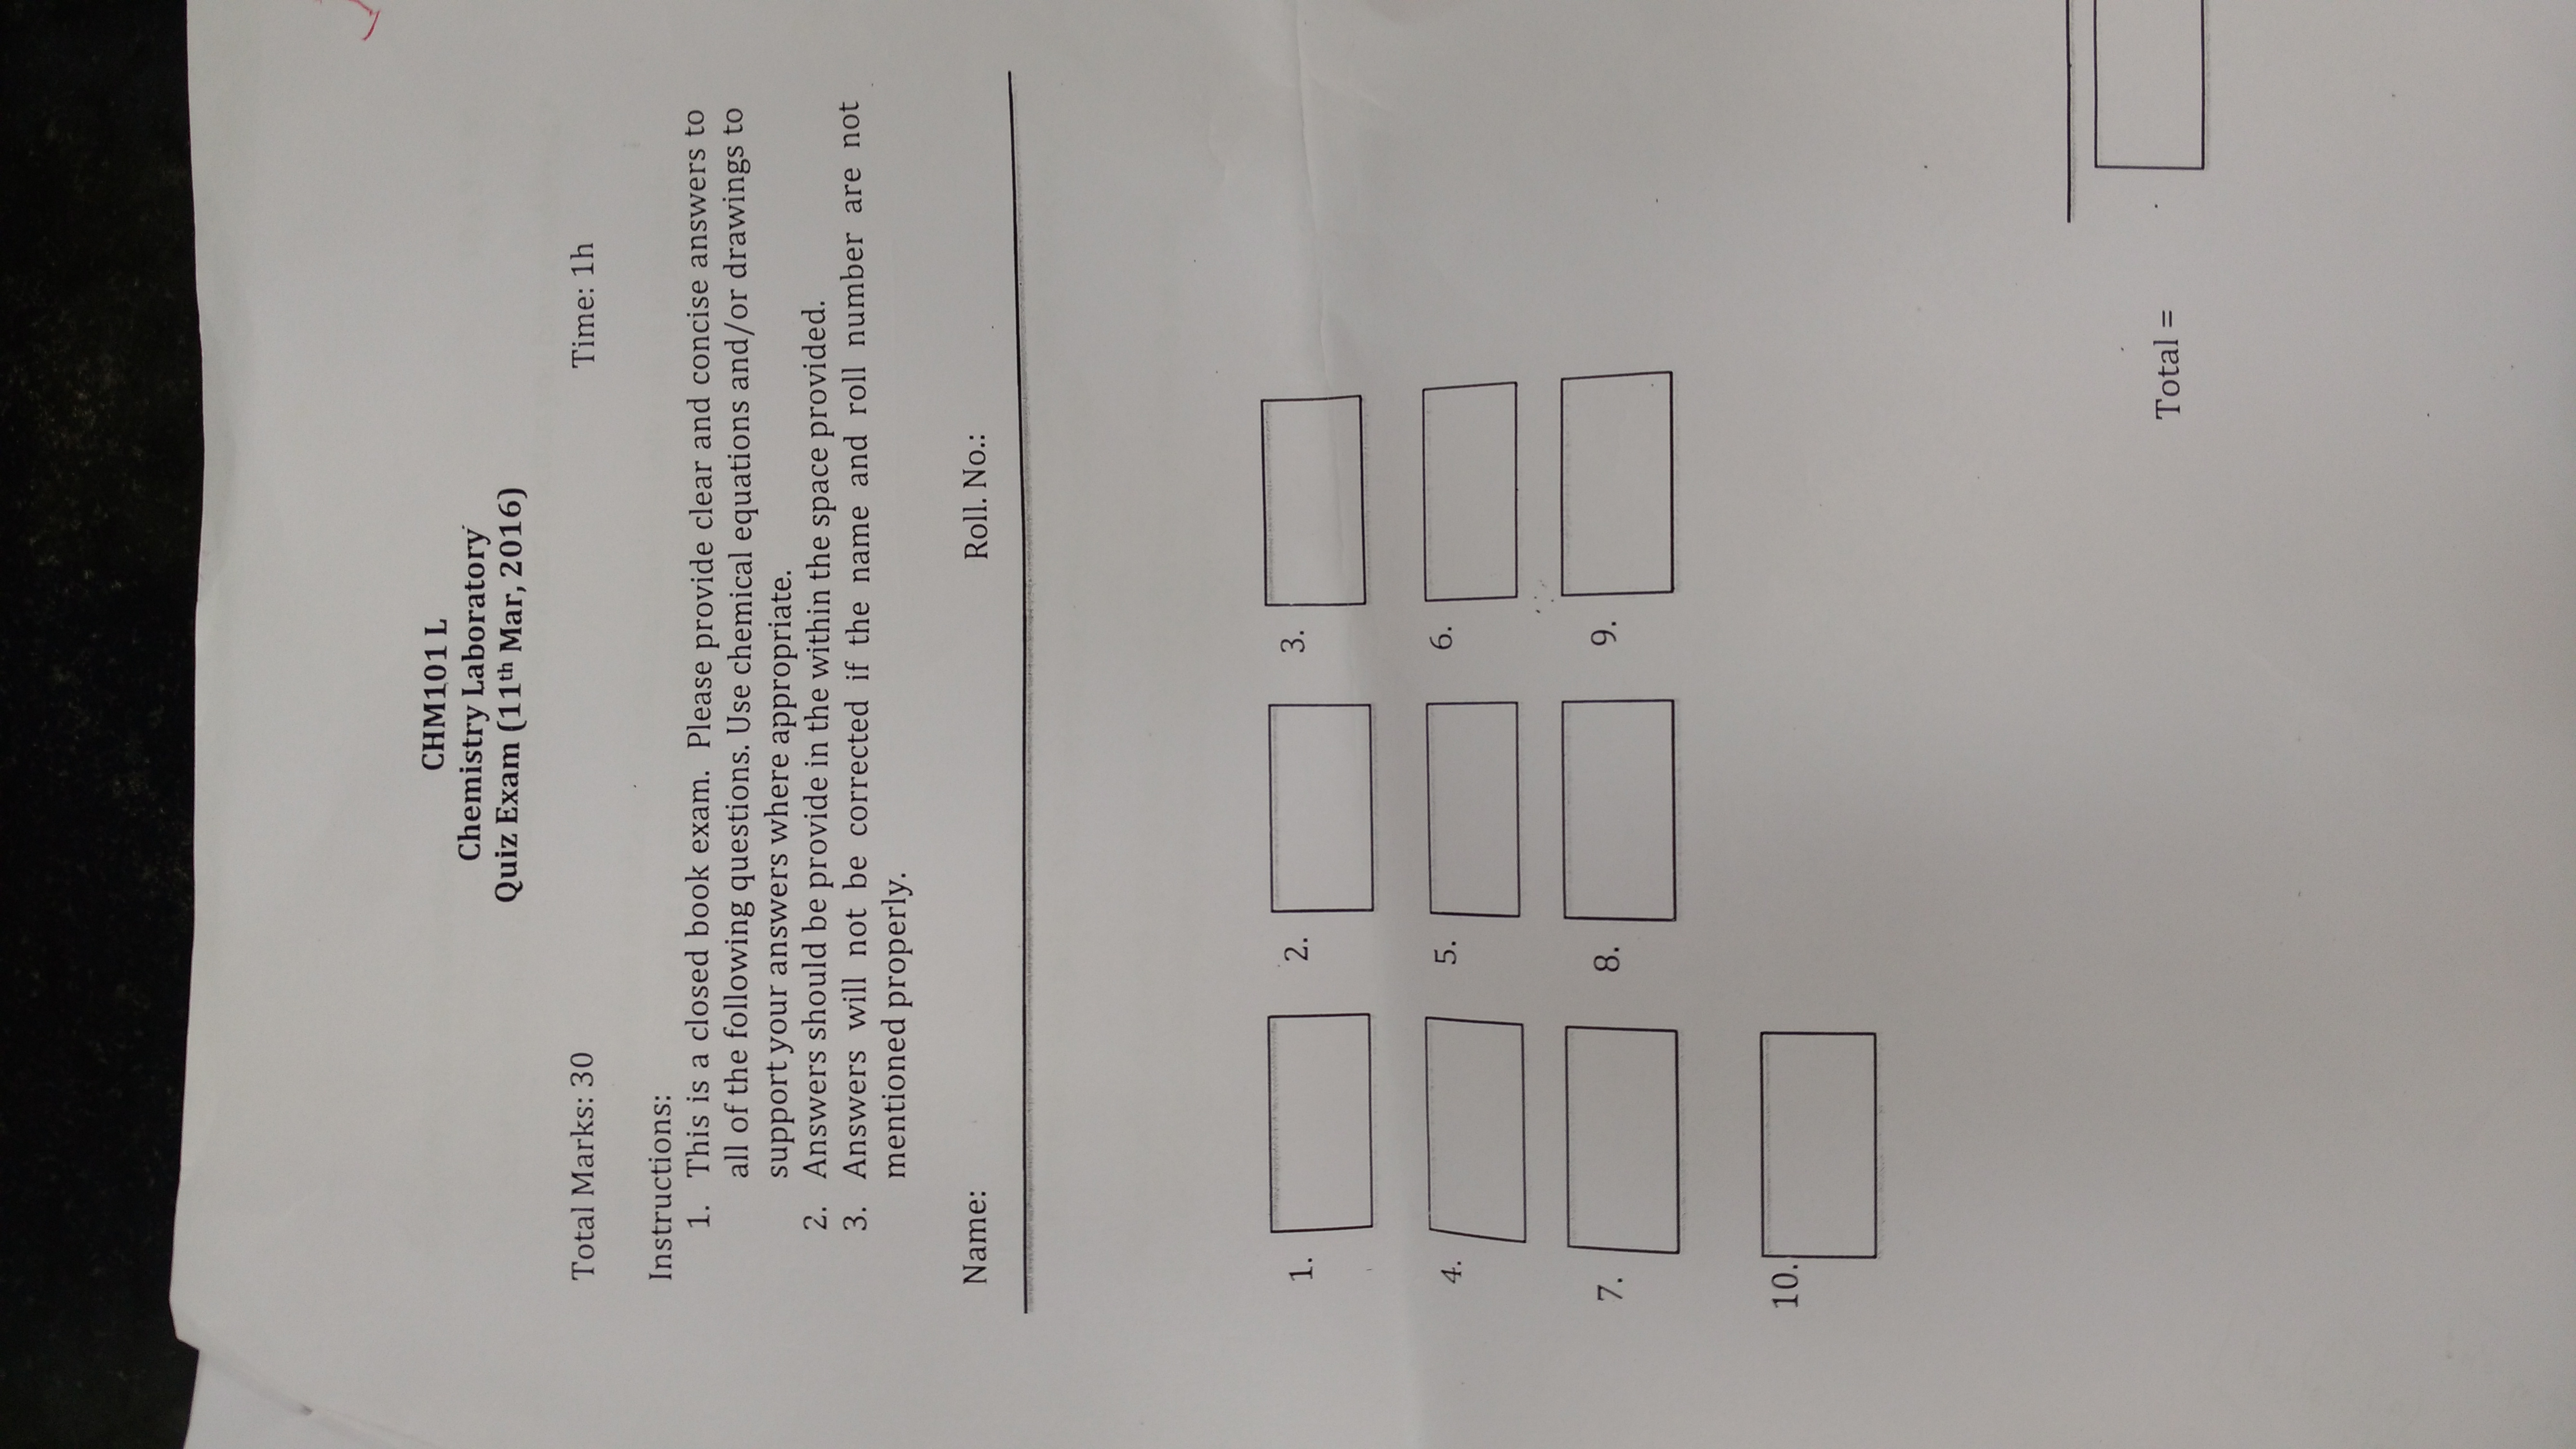 CHM101 L
Chemistry Laboratory
Quiz Exam (11th Mar, 2016)
Total Marks: 30 Time: 1h
Instructions:
1. This is a closed book exam. Please provide clear and concise answers to
all of the following questions. Use chemical equations and/or drawings to
support your answers where appropriate.
2. Answers should be provide in the within the space provided.
3. Answers will not be corrected if the name and roll number are not
mentioned properly.
Name: Roll. No.:
1. 2. 3.
4. 5. 6.
7. 8. 9.
10.
Total =